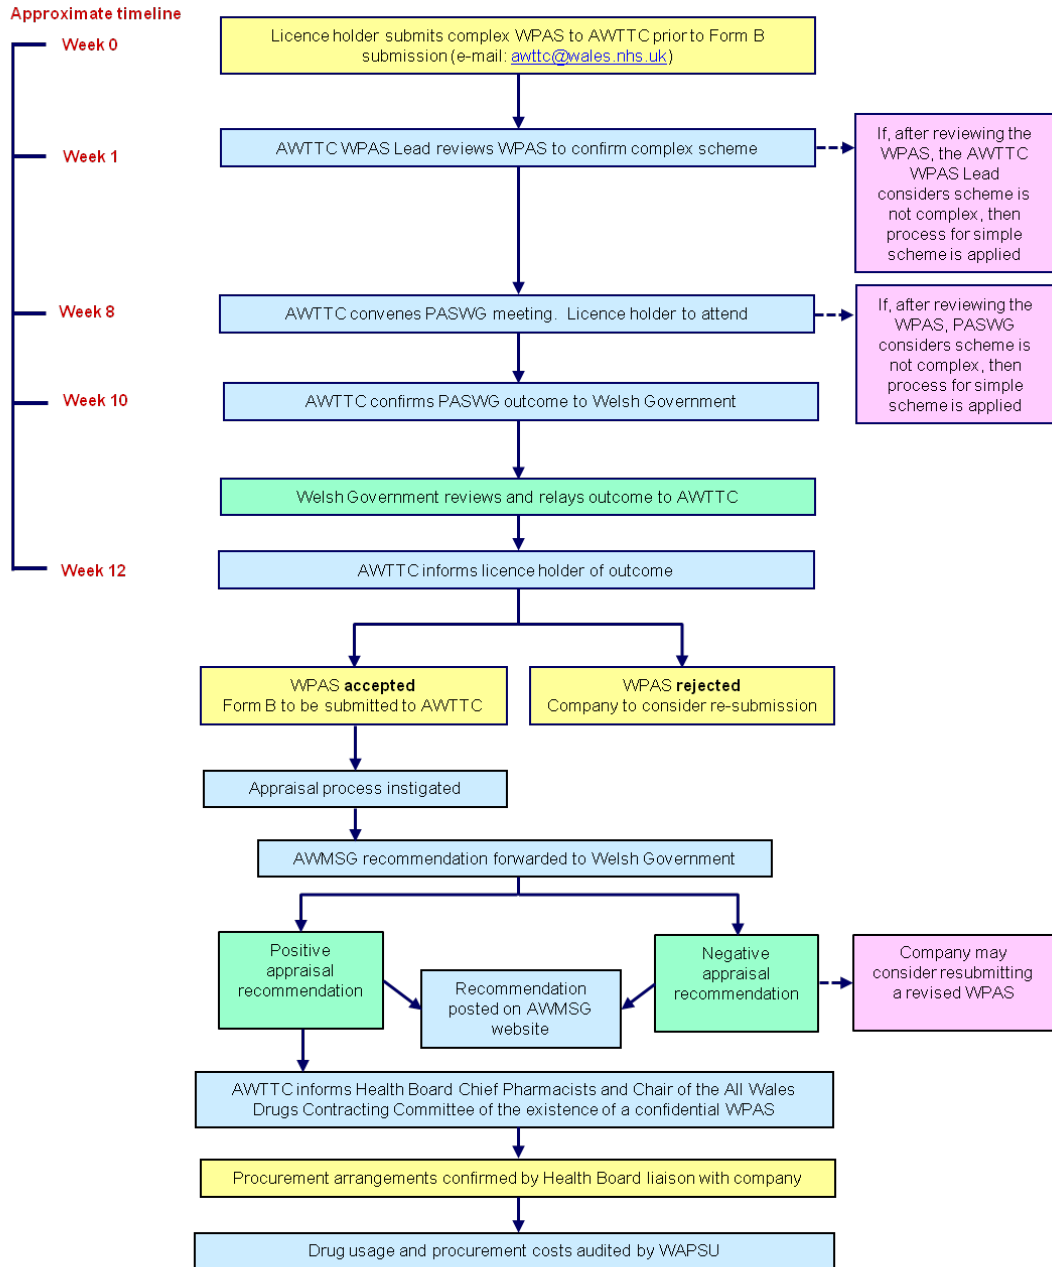 Approximate timeline
Week 0
Licence holder submits complex WPAS to AWTTC prior to Form B
submission (e-mail: awttc@wales.nhs.uk)
Week 1
AWTTC WPAS Lead reviews WPAS to confirm complex scheme
If, after reviewing the
WPAS, the AWTTC
WPAS Lead
considers scheme is
not complex, then
process for simple
scheme is applied
Week 8
AWTTC convenes PASWG meeting.  Licence holder to attend
If, after reviewing the
WPAS, PASWG
considers scheme is
not complex, then
process for simple
scheme is applied
Week 10
AWTTC confirms PASWG outcome to Welsh Government
Welsh Government reviews and relays outcome to AWTTC
Week 12
AWTTC informs licence holder of outcome
WPAS accepted
Form B to be submitted to AWTTC
WPAS rejected
Company to consider re-submission
Appraisal process instigated
AWMSG recommendation forwarded to Welsh Government
Positive
appraisal
recommendation
Recommendation
posted on AWMSG
website
Negative
appraisal
recommendation
Company may
consider resubmitting
a revised WPAS
AWTTC informs Health Board Chief Pharmacists and Chair of the All Wales
Drugs Contracting Committee of the existence of a confidential WPAS
Procurement arrangements confirmed by Health Board liaison with company
Drug usage and procurement costs audited by WAPSU